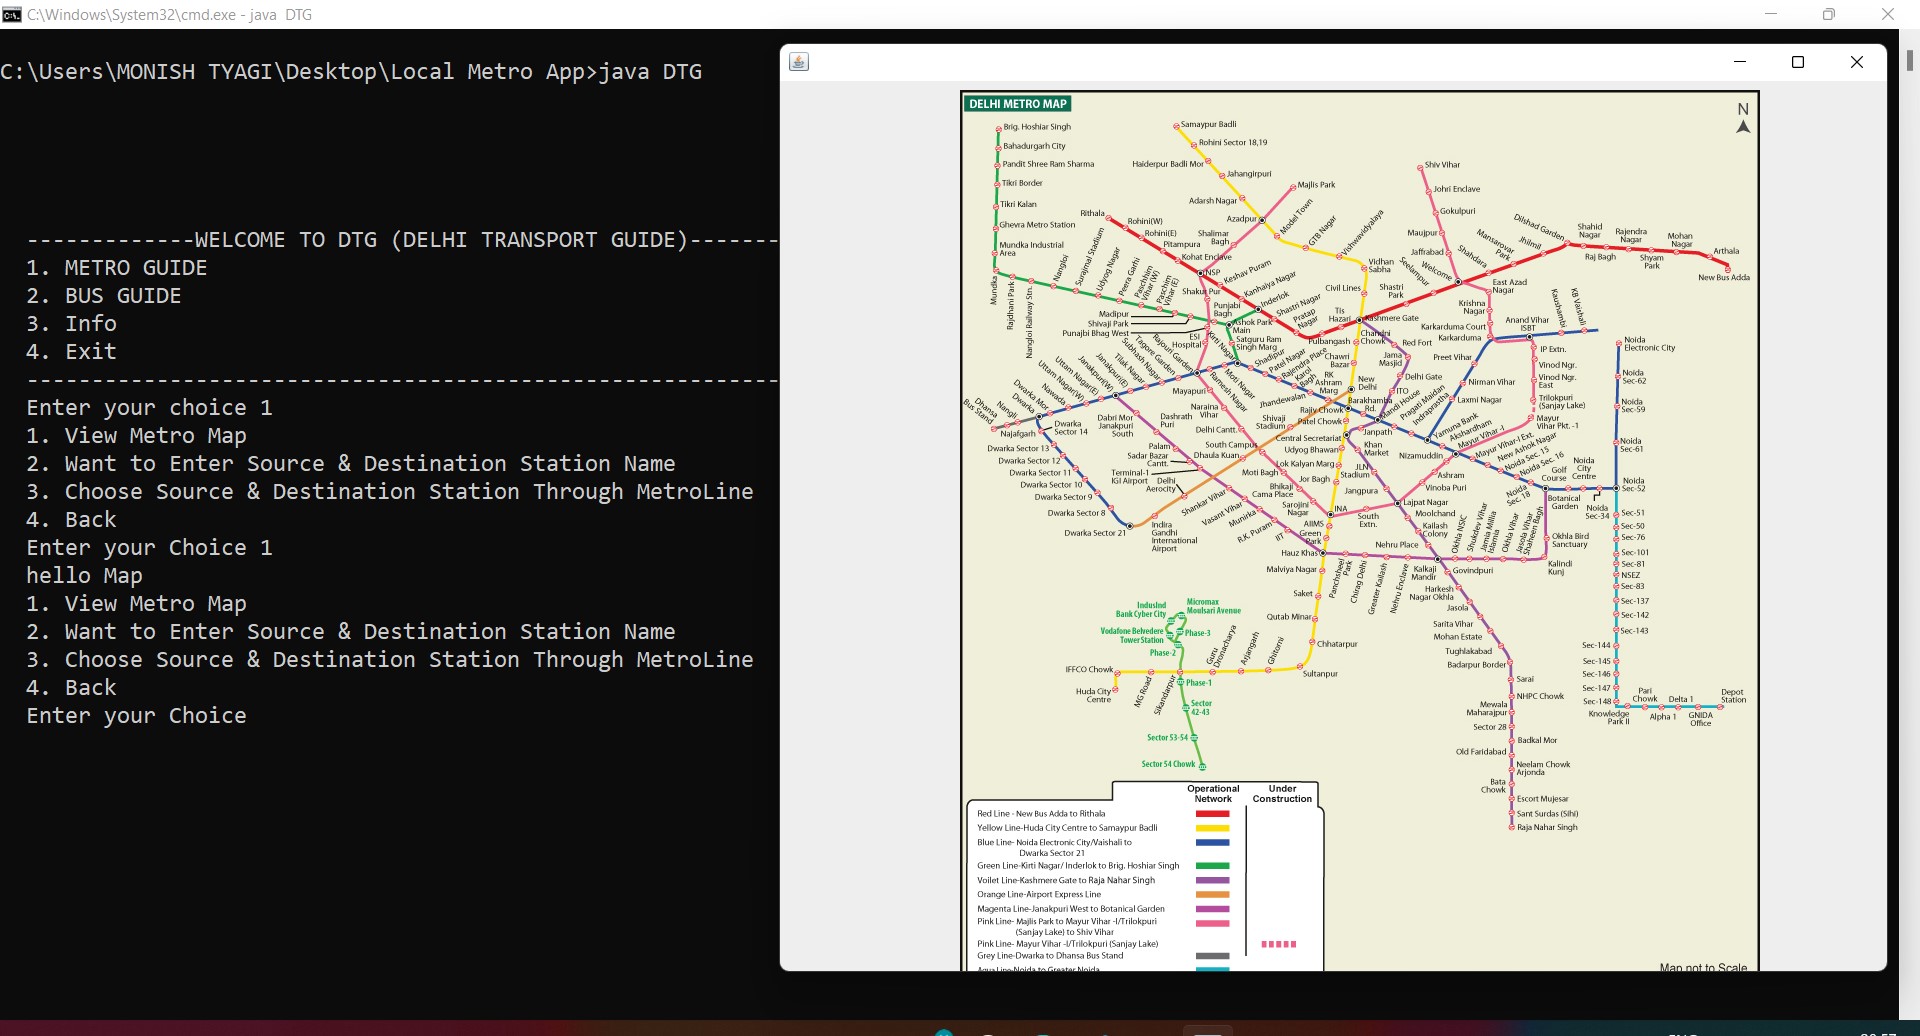 C:\Windows\System32\cmd.exe - java  DTG
C:\Users\MONISH TYAGI\Desktop\Local Metro App>java DTG
-------------WELCOME TO DTG (DELHI TRANSPORT GUIDE)-------
1. METRO GUIDE
2. BUS GUIDE
3. Info
4. Exit
----------------------------------------------------------
Enter your choice 1
1. View Metro Map
2. Want to Enter Source & Destination Station Name
3. Choose Source & Destination Station Through MetroLine
4. Back
Enter your Choice 1
hello Map
1. View Metro Map
2. Want to Enter Source & Destination Station Name
3. Choose Source & Destination Station Through MetroLine
4. Back
Enter your Choice
DELHI METRO MAP
N
Brig. Hoshiar Singh
Bahadurgarh City
Pandit Shree Ram Sharma
Tikri Border
Tikri Kalan
Ghevra Metro Station
Mundka Industrial
Area
Mundka
Rajdhani Park
Nangloi Railway Stn.
Nangloi
Surajmal Stadium
Udyog Nagar
Peera Garhi
Paschim
Vihar (W)
Paschim
Vihar (E)
Madipur
Shivaji Park
Punajbi Bhag West
ESI
Hospital
Samaypur Badli
Rohini Sector 18,19
Haiderpur Badli Mor
Jahangirpuri
Adarsh Nagar
Azadpur
Majlis Park
Model Town
GTB Nagar
Vishwavidyalaya
Vidhan
Sabha
Civil Lines
Rithala
Rohini(W)
Rohini(E)
Pitampura
Kohat Enclave
NSP
Shalimar
Bagh
Keshav Puram
Kanhaiya Nagar
Inderlok
Shastri Nagar
Pratap
Nagar
Pulbangash
Tis
Hazari
Kashmere Gate
Shakur Pur
Punjabi
Bagh
Ashok Park
Main
Satguru Ram
Singh Marg
Kirti Nagar
Shastri
Park
Seelampur
Welcome
Shahdara
Mansarovar
Park
Jhilmil
Dilshad Garden
Shahid
Nagar
Raj Bagh
Rajendra
Nagar
Shyam
Park
Mohan
Nagar
Arthala
New Bus Adda
Shiv Vihar
Johri Enclave
Gokulpuri
Maujpur
Jaffrabad
East Azad
Nagar
Krishna
Nagar
Karkarduma Court
Karkarduma
Anand Vihar
ISBT
Kaushambi
Vaishali
IP Extn.
Vinod Ngr.
Vinod Ngr.
East
Trilokpuri
(Sanjay Lake)
Mayur
Vihar Pkt. -1
Preet Vihar
Nirman Vihar
Laxmi Nagar
Yamuna Bank
Akshardham
Mayur Vihar -I
Mayur Vihar-I Ext.
New Ashok Nagar
Noida Sec. 15
Noida Sec. 16
Noida
Sec. 18
Botanical
Garden
Golf
Course
Noida
City
Centre
Noida
Sec-34
Noida
Sec-52
Noida
Sec-61
Noida
Sec-59
Noida
Sec-62
Noida
Electronic City
Chandni
Chowk
Chawri
Bazar
New
Delhi
Rajiv Chowk
Patel Chowk
Central Secretariat
Udyog Bhawan
Lok Kalyan Marg
Jor Bagh
INA
AIIMS
Green
Park
Hauz Khas
Malviya Nagar
Saket
Qutab Minar
Chhatarpur
Sultanpur
Ghitorni
Arjangarh
Guru
Dronacharya
Sikandarpur
MG Road
IFFCO Chowk
Huda City
Centre
Red Fort
Jama
Masjid
Delhi Gate
ITO
Mandi House
Pragati Maidan
Indraprastha
Barakhamba
Rd.
Janpath
Khan
Market
JLN
Stadium
Jangpura
Lajpat Nagar
Moolchand
Kailash
Colony
Nehru Place
Kalkaji
Mandir
Govindpuri
Harkesh
Nagar Okhla
Jasola
Sarita Vihar
Mohan Estate
Tughlakabad
Badarpur Border
Sarai
NHPC Chowk
Mewala
Maharajpur
Sector 28
Badkal Mor
Old Faridabad
Neelam Chowk
Arjonda
Bata
Chowk
Escort Mujesar
Sant Surdas (Sihi)
Raja Nahar Singh
Nizamuddin
Ashram
Vinoba Puri
South
Extn.
Sarojini
Nagar
Bhikaji
Cama Place
Moti Bagh
South Campus
Delhi Cantt.
Naraina
Vihar
Mayapuri
Rajouri Garden
Ramesh Nagar
Moti Nagar
Shadipur
Patel Nagar
Rajendra Place
Karol
Bagh
RK
Ashram
Marg
Jhandewalan
Shivaji
Stadium
Dhaula Kuan
Delhi
Aerocity
Indira
Gandhi
International
Airport
Tagore Garden
Subhash Nagar
Tilak Nagar
Janakpuri(E)
Janakpuri(W)
Uttam Nagar(E)
Uttam Nagar(W)
Nawada
Dwarka Mor
Dwarka
Nangli
Dhansa
Bus Stand
Najafgarh
Dwarka
Sector 14
Dwarka Sector 13
Dwarka Sector 12
Dwarka Sector 11
Dwarka Sector 10
Dwarka Sector 9
Dwarka Sector 8
Dwarka Sector 21
Dabri Mor
Janakpuri
South
Dashrath
Puri
Palam
Sadar Bazar
Cantt.
Terminal-1
IGI Airport
Shankar Vihar
Vasant Vihar
Munirka
R.K. Puram
IIT
Panchsheel
Park
Chirag Delhi
Greater Kailash
Nehru Enclave
Okhla NSIC
Shukdev Vihar
Jamia Millia
Islamia
Okhla Vihar
Jasola Vihar
Shaheen Bagh
Kalindi
Kunj
Okhla Bird
Sanctuary
Sec-51
Sec-50
Sec-76
Sec-101
Sec-81
NSEZ
Sec-83
Sec-137
Sec-142
Sec-143
Sec-144
Sec-145
Sec-146
Sec-147
Sec-148
Knowledge
Park II
Pari
Chowk
Alpha 1
Delta 1
GNIDA
Office
Depot
Station
IndusInd
Bank Cyber City
Micromax
Moulsari Avenue
Vodafone Belvedere
Tower Station
Phase-3
Phase-2
Phase-1
Sector
42-43
Sector 53-54
Sector 54 Chowk
Operational
Network
Under
Construction
Red Line - New Bus Adda to Rithala
Yellow Line-Huda City Centre to Samaypur Badli
Blue Line- Noida Electronic City/Vaishali to
Dwarka Sector 21
Green Line-Kirti Nagar/ Inderlok to Brig. Hoshiar Singh
Voilet Line-Kashmere Gate to Raja Nahar Singh
Orange Line-Airport Express Line
Magenta Line-Janakpuri West to Botanical Garden
Pink Line- Majlis Park to Mayur Vihar -I/Trilokpuri
(Sanjay Lake) to Shiv Vihar
Pink Line- Mayur Vihar -I/Trilokpuri (Sanjay Lake)
Grey Line-Dwarka to Dhansa Bus Stand
Aqua Line-Noida to Greater Noida
Map not to Scale